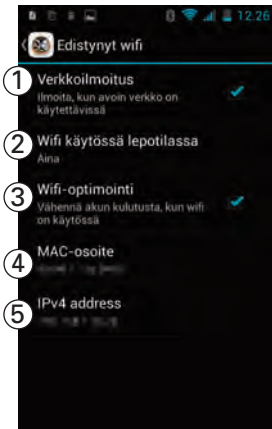 12.26
Edistynyt wifi
1
Verkkoilmoitus
Ilmoita, kun avoin verkko on
käytettävissä
2
Wifi käytössä lepotilassa
Aina
3
Wifi-optimointi
Vähennä akun kulutusta, kun wifi
on käytössä
4
MAC-osoite
5
IPv4 address